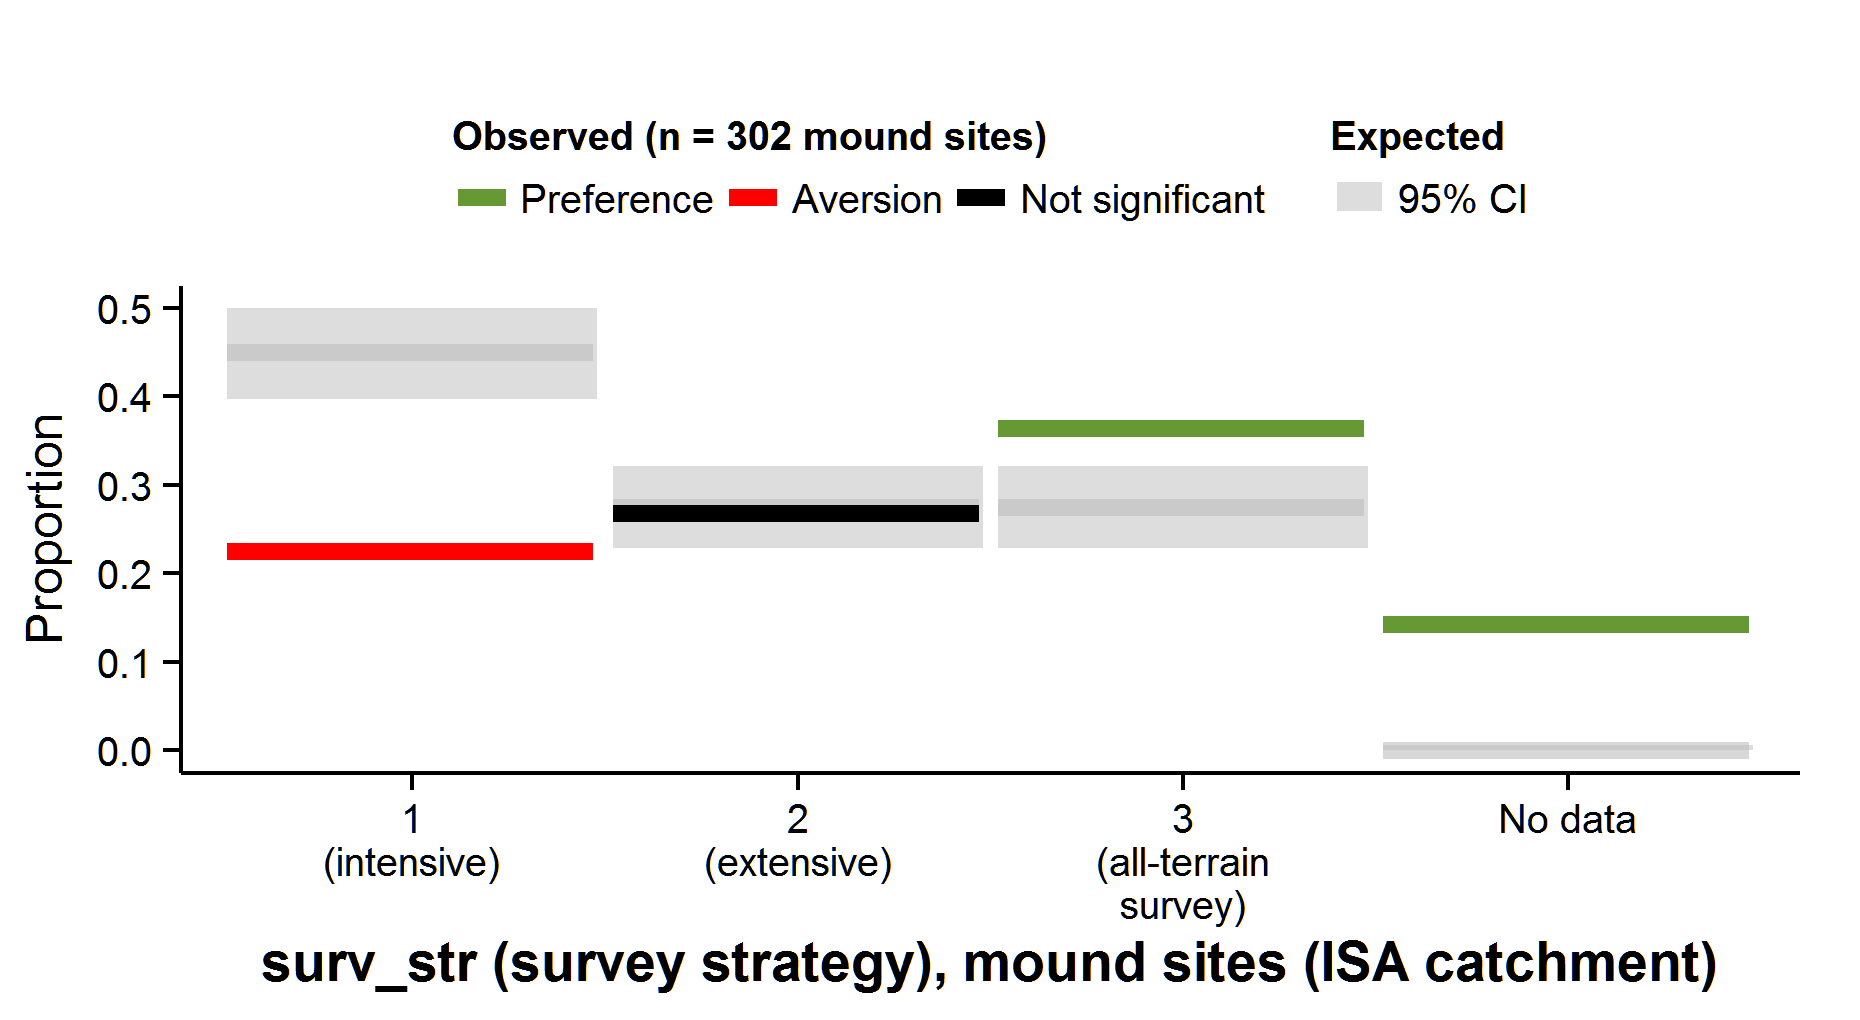 Observed (n = 302 mound sites) Expected
Preference Aversion Not significant 95% CI
0.5
0.4
0.3
0.2
0.1
0.0
Proportion
1 2 3 No data
(intensive) (extensive) (all-terrain
survey)
surv_str (survey strategy), mound sites (ISA catchment)